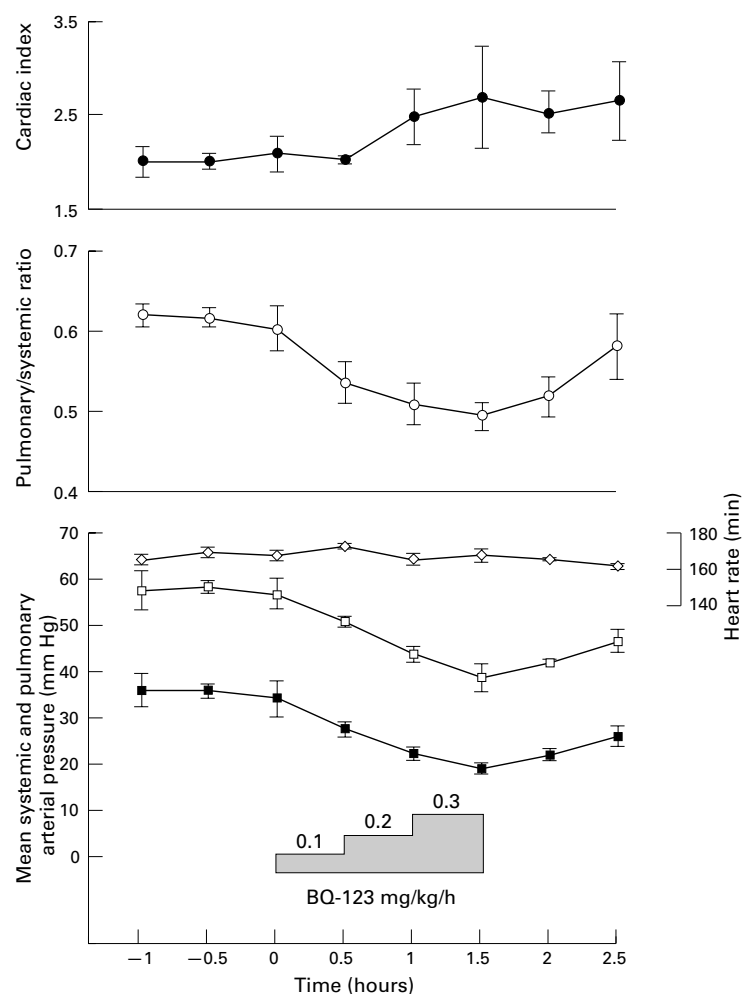 3.5
2.5
1.5
Cardiac index
0.7
0.6
0.5
0.4
Pulmonary/systemic ratio
70
60
50
40
30
20
10
0
Mean systemic and pulmonary
arterial pressure (mm Hg)
180
160
140
Heart rate (min)
0.1
0.2
0.3
BQ-123 mg/kg/h
−1 −0.5 0 0.5 1 1.5 2 2.5
Time (hours)